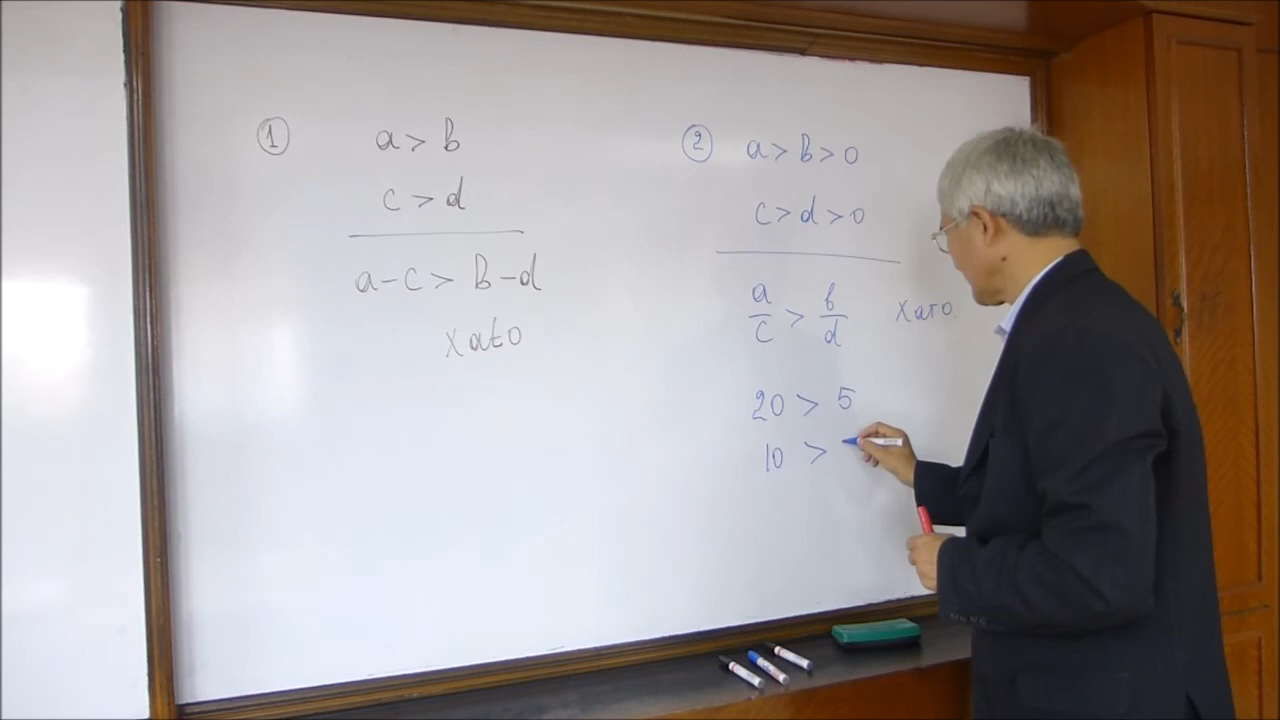 ① a > b
c > d
a-c > b-d
xato
② a > b > 0
c > d > 0
a/c > b/d xato.
20 > 5
10 >